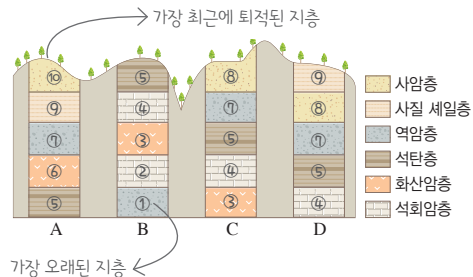 가장 최근에 퇴적된 지층
⑩ ⑤ ⑧ ⑨
⑨ ④ ⑦ ⑧
⑦ ③ ⑤ ⑦
⑥ ② ④ ⑤
⑤ ① ③ ④
A B C D
사암층
사질 셰일층
역암층
석탄층
화산암층
석회암층
가장 오래된 지층